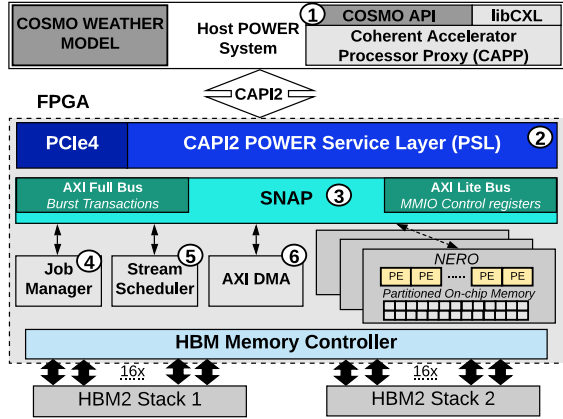 COSMO WEATHER
MODEL
Host POWER
System
1
COSMO API
libCXL
Coherent Accelerator
Processor Proxy (CAPP)
CAPI2
FPGA
PCIe4
CAPI2 POWER Service Layer (PSL)
2
AXI Full Bus
Burst Transactions
SNAP
3
AXI Lite Bus
MMIO Control registers
4
Job
Manager
5
Stream
Scheduler
6
AXI DMA
NERO
PE PE ..... PE PE
Partitioned On-chip Memory
HBM Memory Controller
16x
16x
HBM2 Stack 1
HBM2 Stack 2